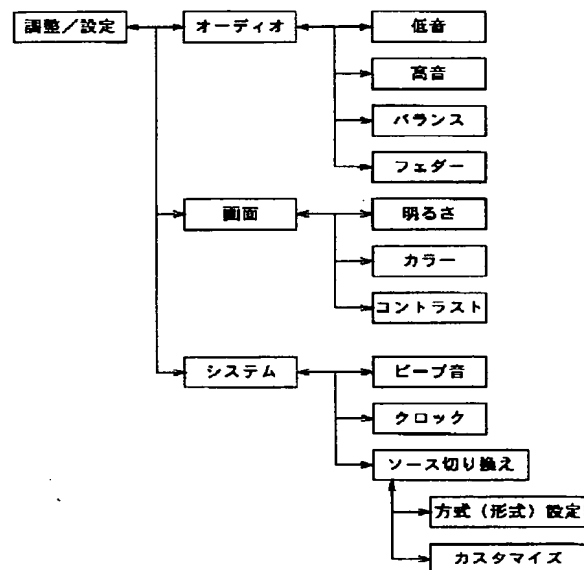 調整／設定
オーディオ
低音
高音
バランス
フェダー
画面
明るさ
カラー
コントラスト
システム
ビープ音
クロック
ソース切り換え
方式（形式）設定
カスタマイズ